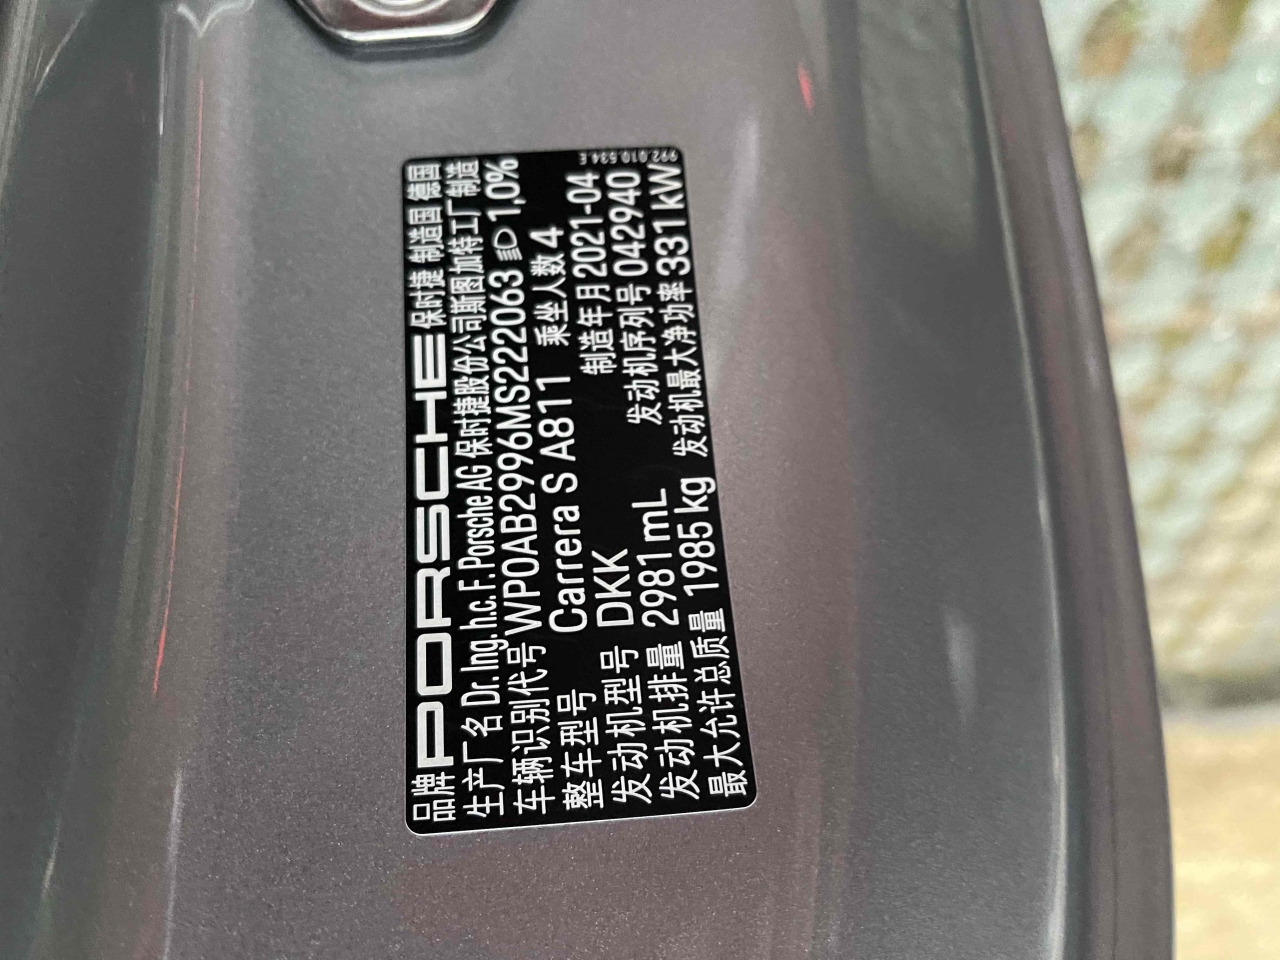 品牌 PORSCHE 保时捷 制造国 德国
生产厂名 Dr. Ing. h.c. F. Porsche AG 保时捷股份公司斯图加特工厂制造
车辆识别代号 WP0AB2996MS222063 1,0%
整车型号 Carrera S A811 乘坐人数 4
992.010.534.E
发动机型号 DKK 制造年月 2021-04
发动机排量 2981 mL 发动机序列号 042940
最大允许总质量 1985 kg 发动机最大净功率 331 kW